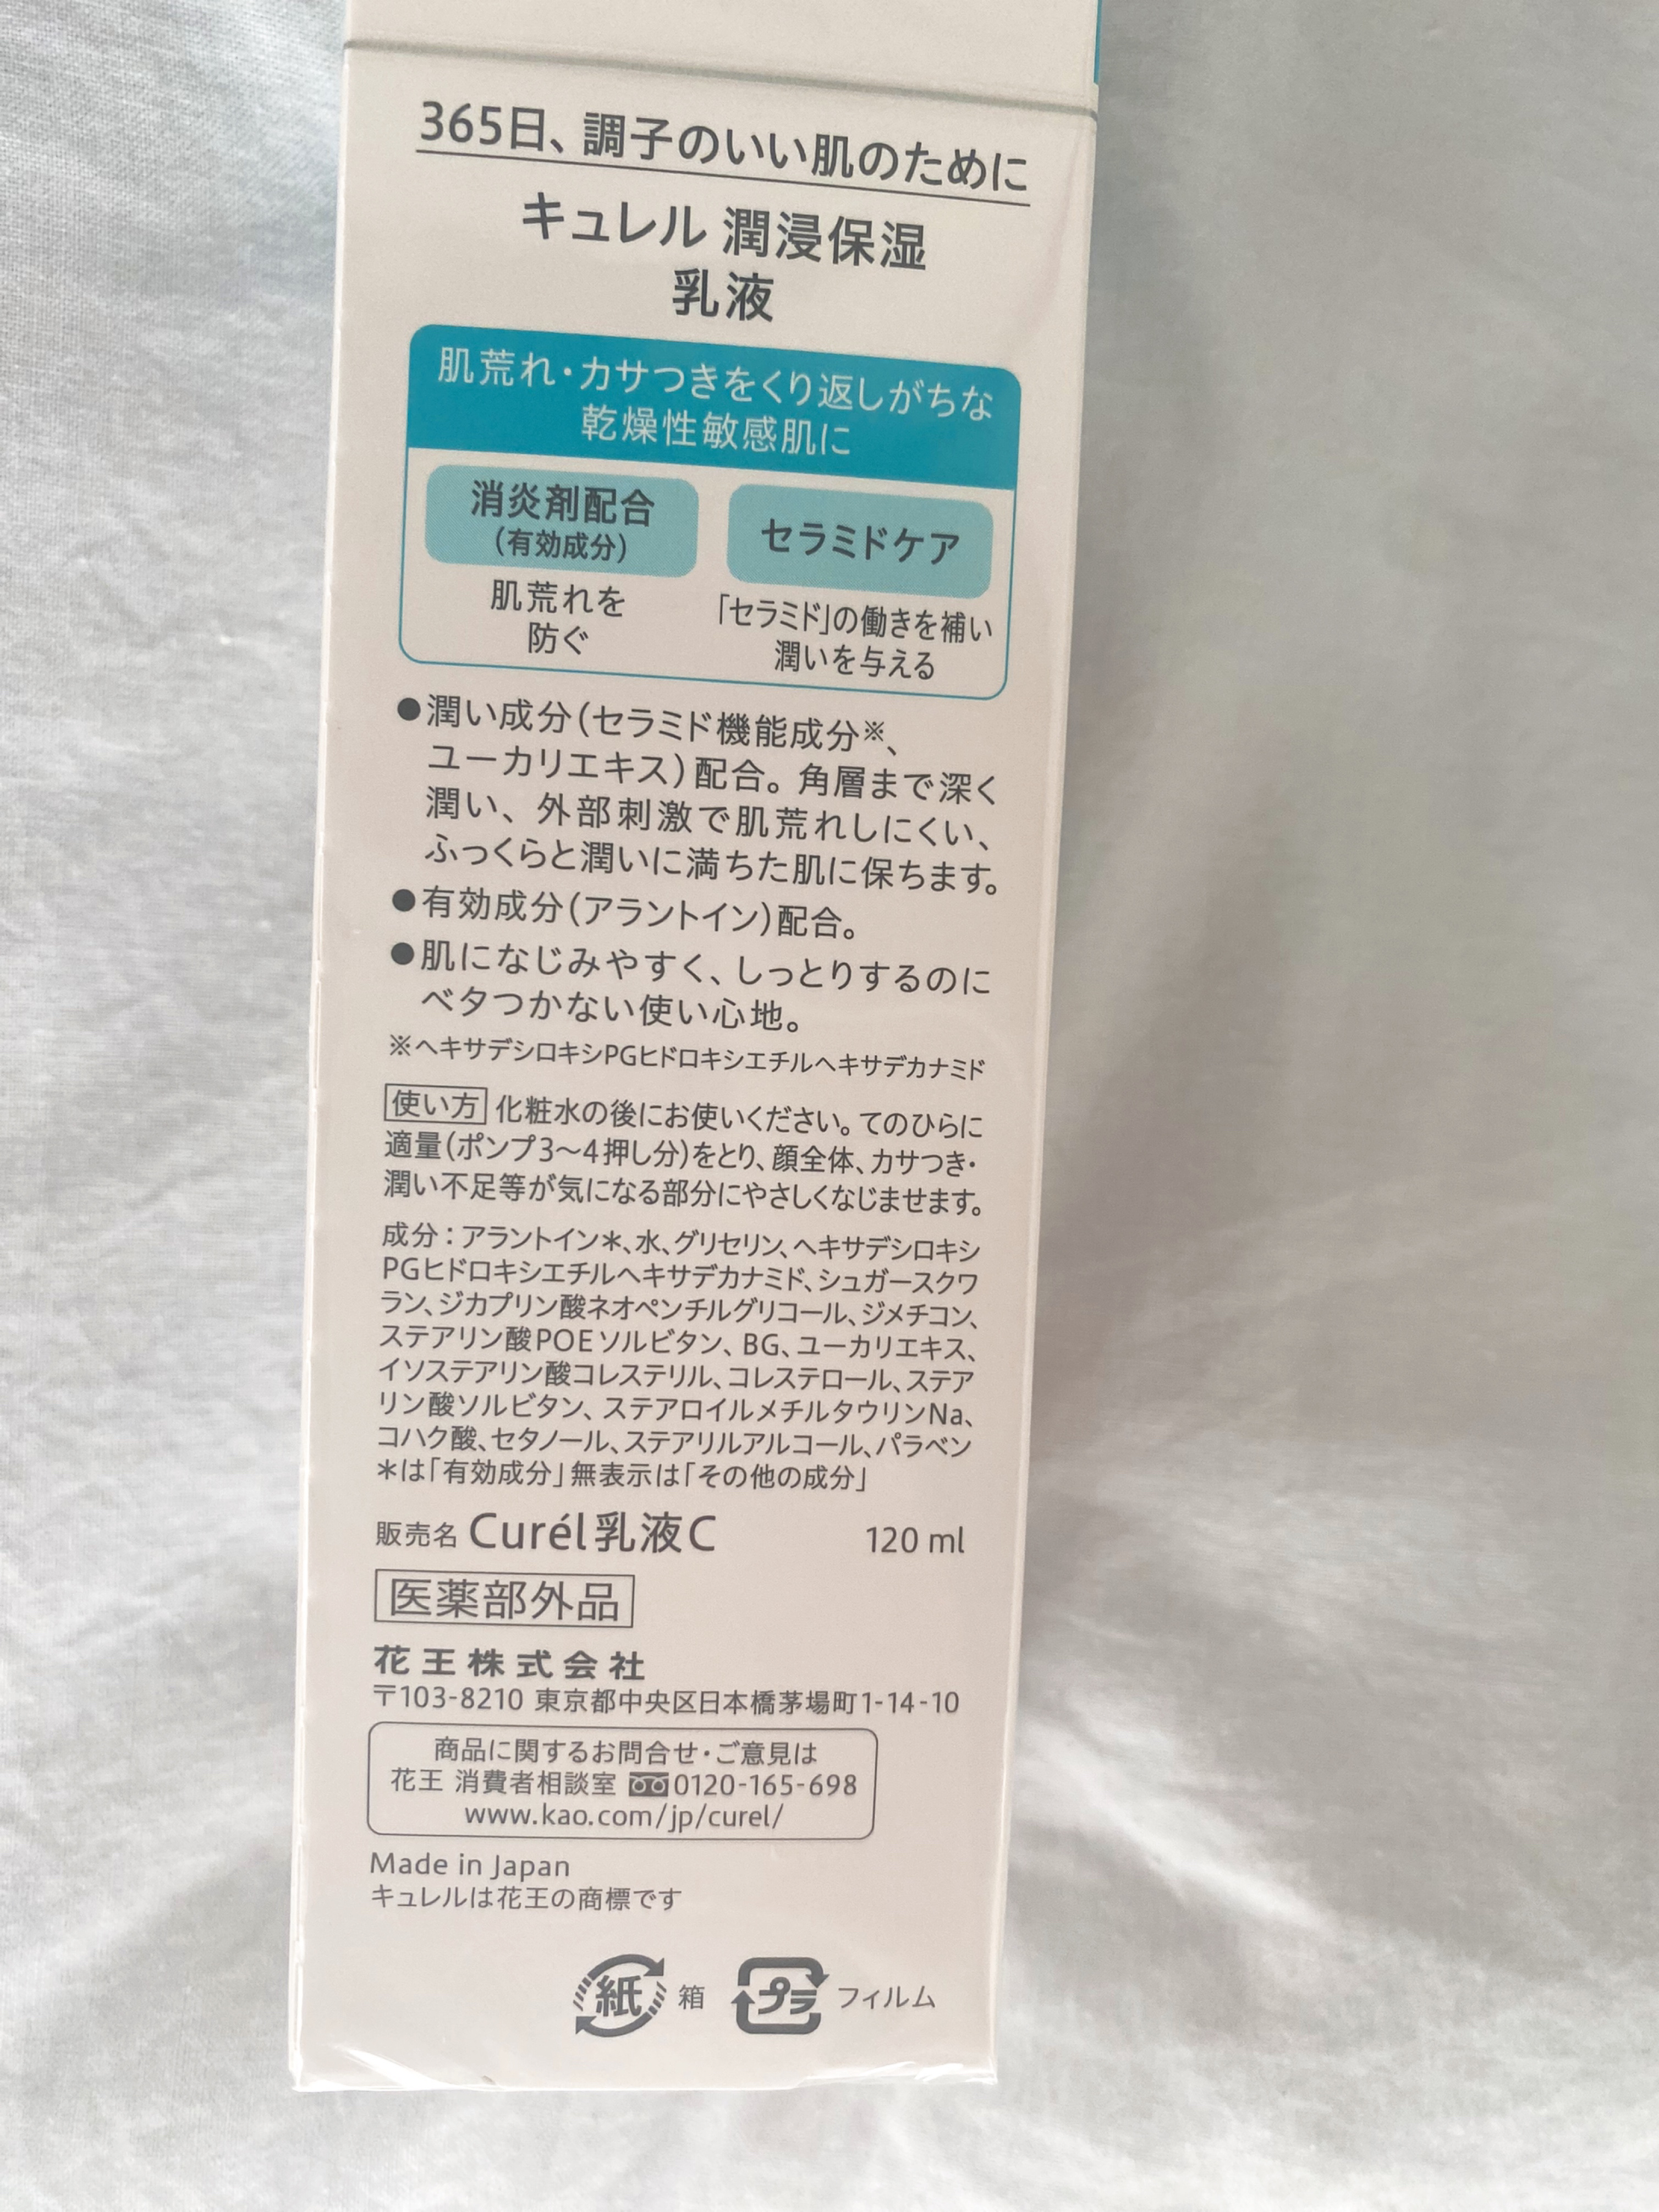 365日、調子のいい肌のために
キュレル 潤浸保湿
乳液
肌荒れ・カサつきをくり返しがちな
乾燥性敏感肌に
消炎剤配合
(有効成分)
肌荒れを
防ぐ
セラミドケア
「セラミド」の働きを補い
潤いを与える
●潤い成分(セラミド機能成分※、
ユーカリエキス)配合。角層まで深く
潤い、外部刺激で肌荒れしにくい、
ふっくらと潤いに満ちた肌に保ちます。
●有効成分(アラントイン)配合。
●肌になじみやすく、しっとりするのに
ベタつかない使い心地。
※ヘキサデシロキシPGヒドロキシエチルヘキサデカナミド
使い方 化粧水の後にお使いください。てのひらに
適量(ポンプ3〜4押し分)をとり、顔全体、カサつき・
潤い不足等が気になる部分にやさしくなじませます。
成分:アラントイン*、水、グリセリン、ヘキサデシロキシ
PGヒドロキシエチルヘキサデカナミド、シュガースクワ
ラン、ジカプリン酸ネオペンチルグリコール、ジメチコン、
ステアリン酸POEソルビタン、BG、ユーカリエキス、
イソステアリン酸コレステリル、コレステロール、ステア
リン酸ソルビタン、ステアロイルメチルタウリンNa、
コハク酸、セタノール、ステアリルアルコール、パラベン
*は「有効成分」無表示は「その他の成分」
販売名 Curél乳液C 120 ml
医薬部外品
花王株式会社
〒103-8210 東京都中央区日本橋茅場町1-14-10
商品に関するお問合せ・ご意見は
花王 消費者相談室 0120-165-698
www.kao.com/jp/curel/
Made in Japan
キュレルは花王の商標です
紙 箱 プラ フィルム